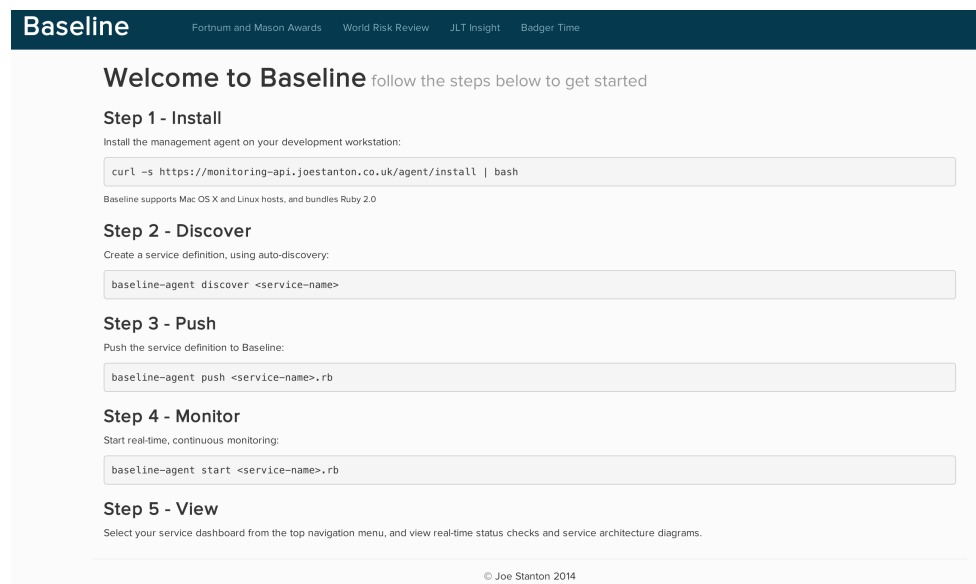 Baseline Fortnum and Mason Awards World Risk Review JLT Insight Badger Time
Welcome to Baseline follow the steps below to get started
Step 1 - Install
Install the management agent on your development workstation:
curl -s https://monitoring-api.joestanton.co.uk/agent/install | bash
Baseline supports Mac OS X and Linux hosts, and bundles Ruby 2.0
Step 2 - Discover
Create a service definition, using auto-discovery:
baseline-agent discover <service-name>
Step 3 - Push
Push the service definition to Baseline:
baseline-agent push <service-name>.rb
Step 4 - Monitor
Start real-time, continuous monitoring:
baseline-agent start <service-name>.rb
Step 5 - View
Select your service dashboard from the top navigation menu, and view real-time status checks and service architecture diagrams.
© Joe Stanton 2014